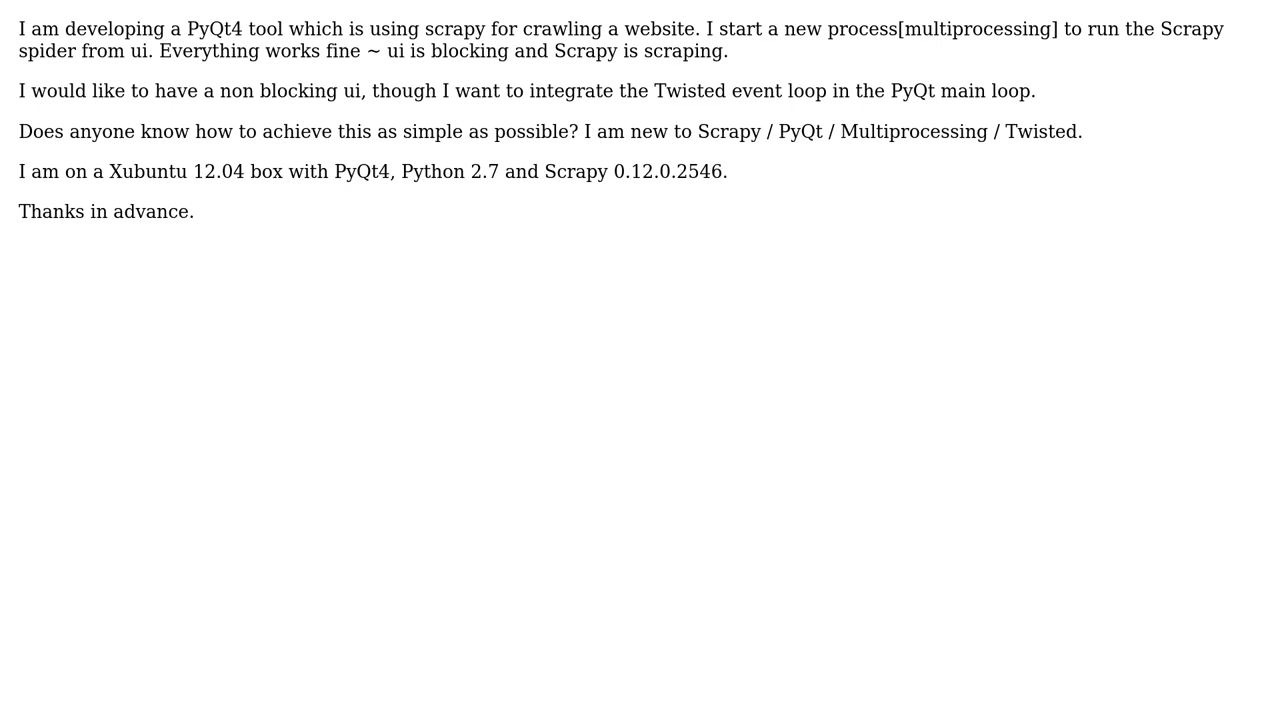 I am developing a PyQt4 tool which is using scrapy for crawling a website. I start a new process[multiprocessing] to run the Scrapy
spider from ui. Everything works fine ~ ui is blocking and Scrapy is scraping.
I would like to have a non blocking ui, though I want to integrate the Twisted event loop in the PyQt main loop.
Does anyone know how to achieve this as simple as possible? I am new to Scrapy / PyQt / Multiprocessing / Twisted.
I am on a Xubuntu 12.04 box with PyQt4, Python 2.7 and Scrapy 0.12.0.2546.
Thanks in advance.